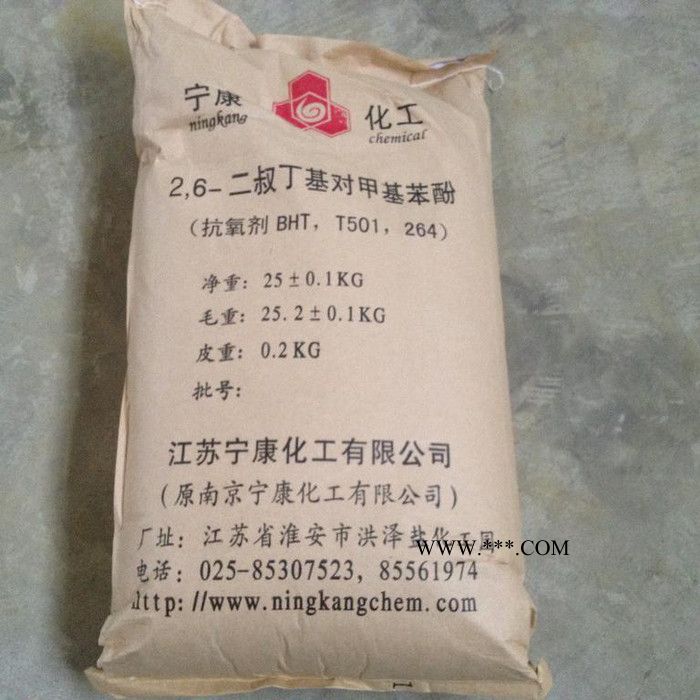 宁康 化工
ningkang chemical
2,6-二叔丁基对甲基苯酚
(抗氧剂BHT, T501, 264)
净重: 25±0.1KG
毛重: 25.2±0.1KG
皮重: 0.2KG
批号:
江苏宁康化工有限公司
(原南京宁康化工有限公司)
厂址: 江苏省淮安市洪泽盐化工园
WWW.***.COM
电话: 025-85307523, 85561974
http://www.ningkangchem.com